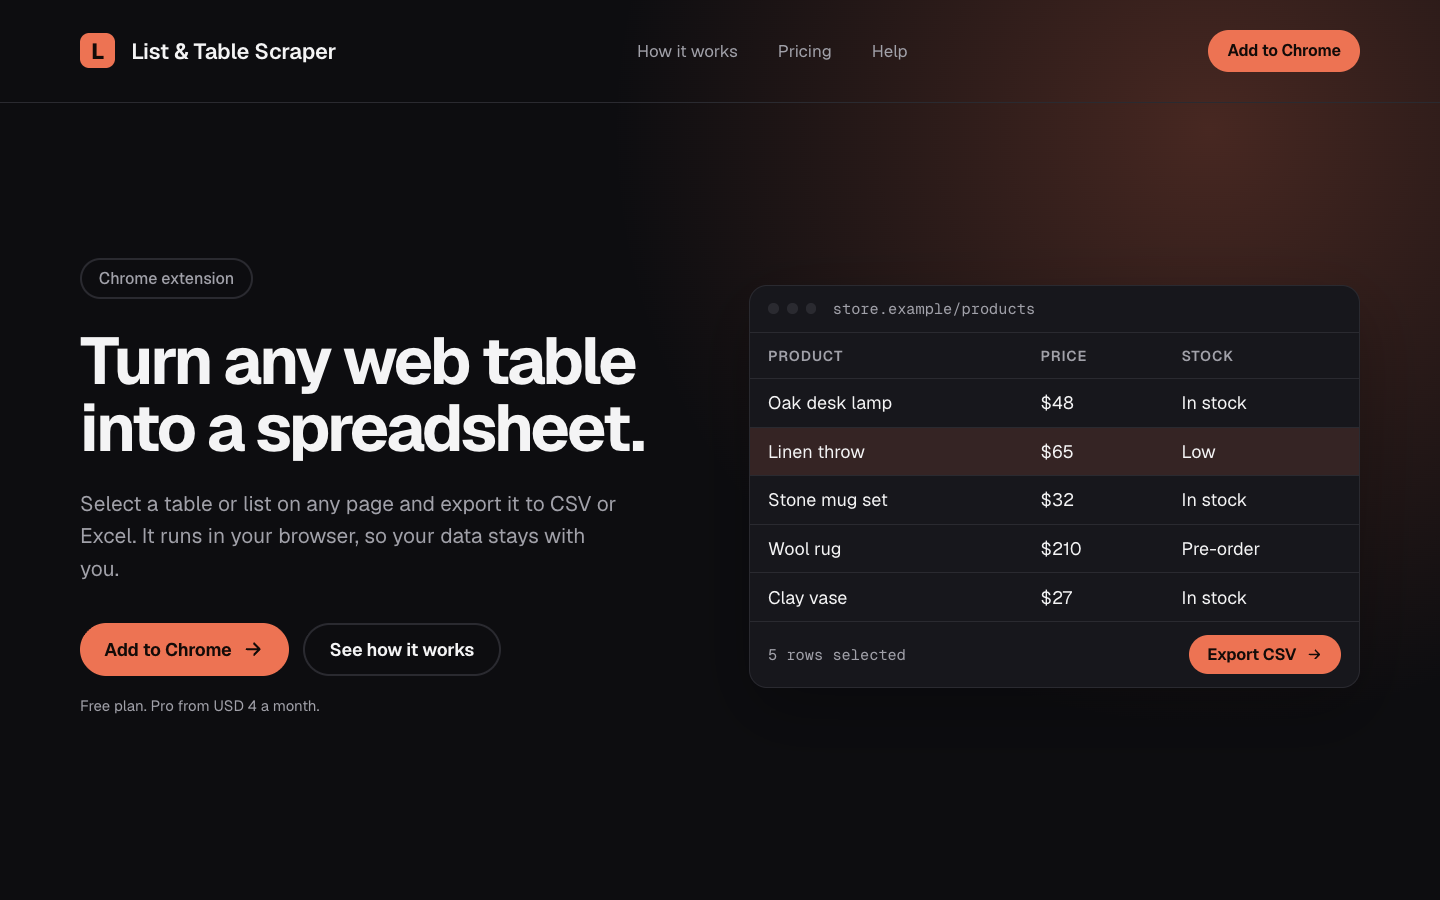 L List & Table Scraper
How it works Pricing Help
Add to Chrome
Chrome extension
Turn any web table
into a spreadsheet.
Select a table or list on any page and export it to CSV or
Excel. It runs in your browser, so your data stays with
you.
Add to Chrome → See how it works
Free plan. Pro from USD 4 a month.
store.example/products
PRODUCT PRICE STOCK
Oak desk lamp $48 In stock
Linen throw $65 Low
Stone mug set $32 In stock
Wool rug $210 Pre-order
Clay vase $27 In stock
5 rows selected Export CSV →